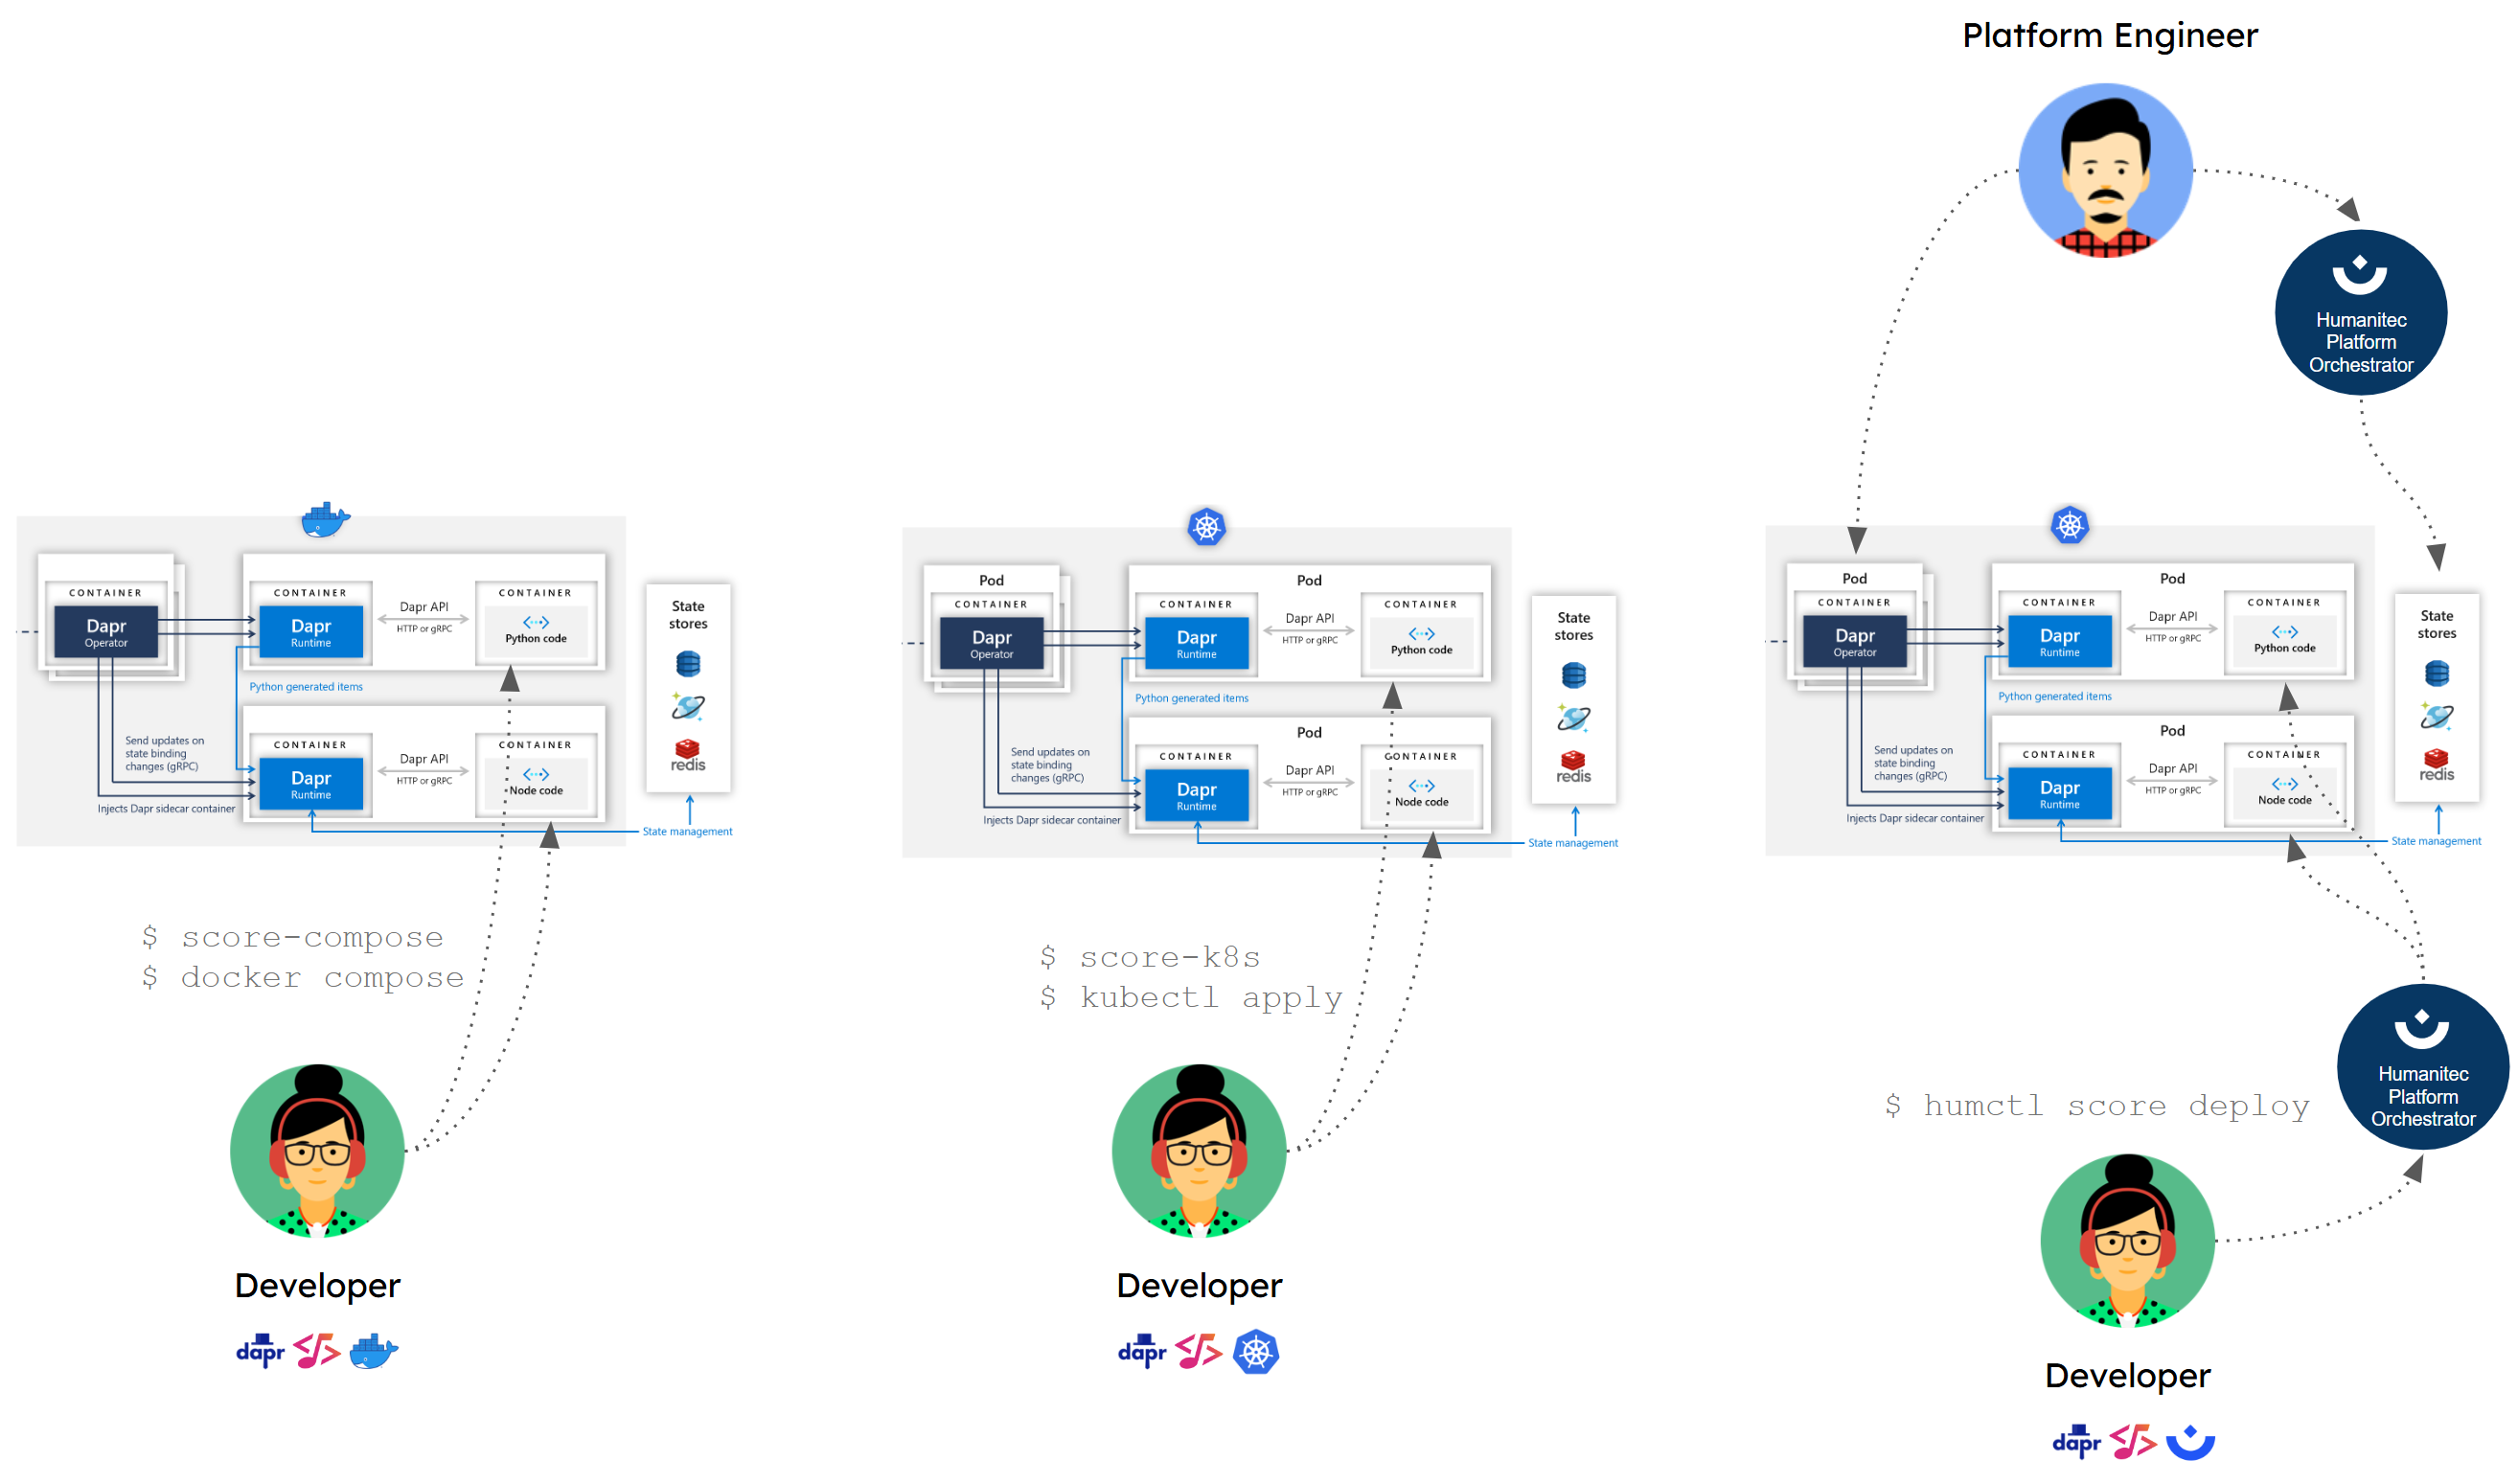 Platform Engineer
Humanitec
Platform
Orchestrator
CONTAINER
Dapr
Operator
CONTAINER
Dapr
Runtime
Dapr API
HTTP or gRPC
CONTAINER
Python code
Python generated items
Send updates on
state binding
changes (gRPC)
Injects Dapr sidecar container
CONTAINER
Dapr
Runtime
Dapr API
HTTP or gRPC
CONTAINER
Node code
State
stores
redis
State management
$ score-compose
$ docker compose
Developer
dapr
Pod
CONTAINER
Dapr
Operator
Pod
CONTAINER
Dapr
Runtime
Dapr API
HTTP or gRPC
CONTAINER
Python code
Python generated items
Send updates on
state binding
changes (gRPC)
Injects Dapr sidecar container
Pod
CONTAINER
Dapr
Runtime
Dapr API
HTTP or gRPC
CONTAINER
Node code
State
stores
redis
State management
$ score-k8s
$ kubectl apply
Developer
dapr
Pod
CONTAINER
Dapr
Operator
Pod
CONTAINER
Dapr
Runtime
Dapr API
HTTP or gRPC
CONTAINER
Python code
Python generated items
Send updates on
state binding
changes (gRPC)
Injects Dapr sidecar container
Pod
CONTAINER
Dapr
Runtime
Dapr API
HTTP or gRPC
CONTAINER
Node code
State
stores
redis
State management
Humanitec
Platform
Orchestrator
$ humctl score deploy
Developer
dapr